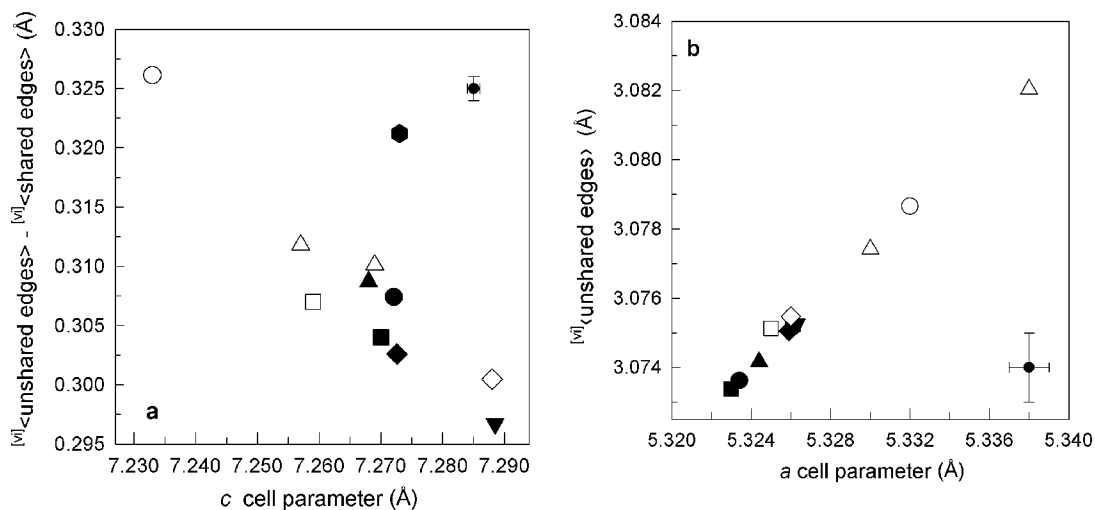 0.330
0.325
0.320
0.315
0.310
0.305
0.300
0.295
[vi]<unshared edges> - [vi]<shared edges> (Å)
a
7.230 7.240 7.250 7.260 7.270 7.280 7.290
c cell parameter (Å)
3.084
3.082
3.080
3.078
3.076
3.074
[vi]<unshared edges> (Å)
b
5.320 5.324 5.328 5.332 5.336 5.340
a cell parameter (Å)